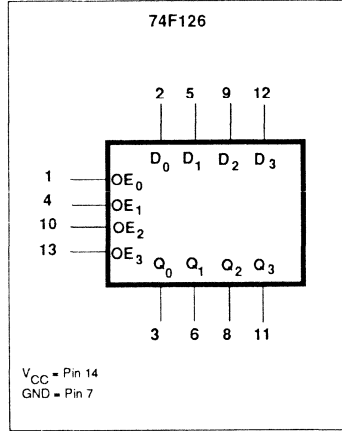 74F126
2 5 9 12
D0 D1 D2 D3
1 OE0
4 OE1
10 OE2
13 OE3
Q0 Q1 Q2 Q3
3 6 8 11
VCC = Pin 14
GND = Pin 7